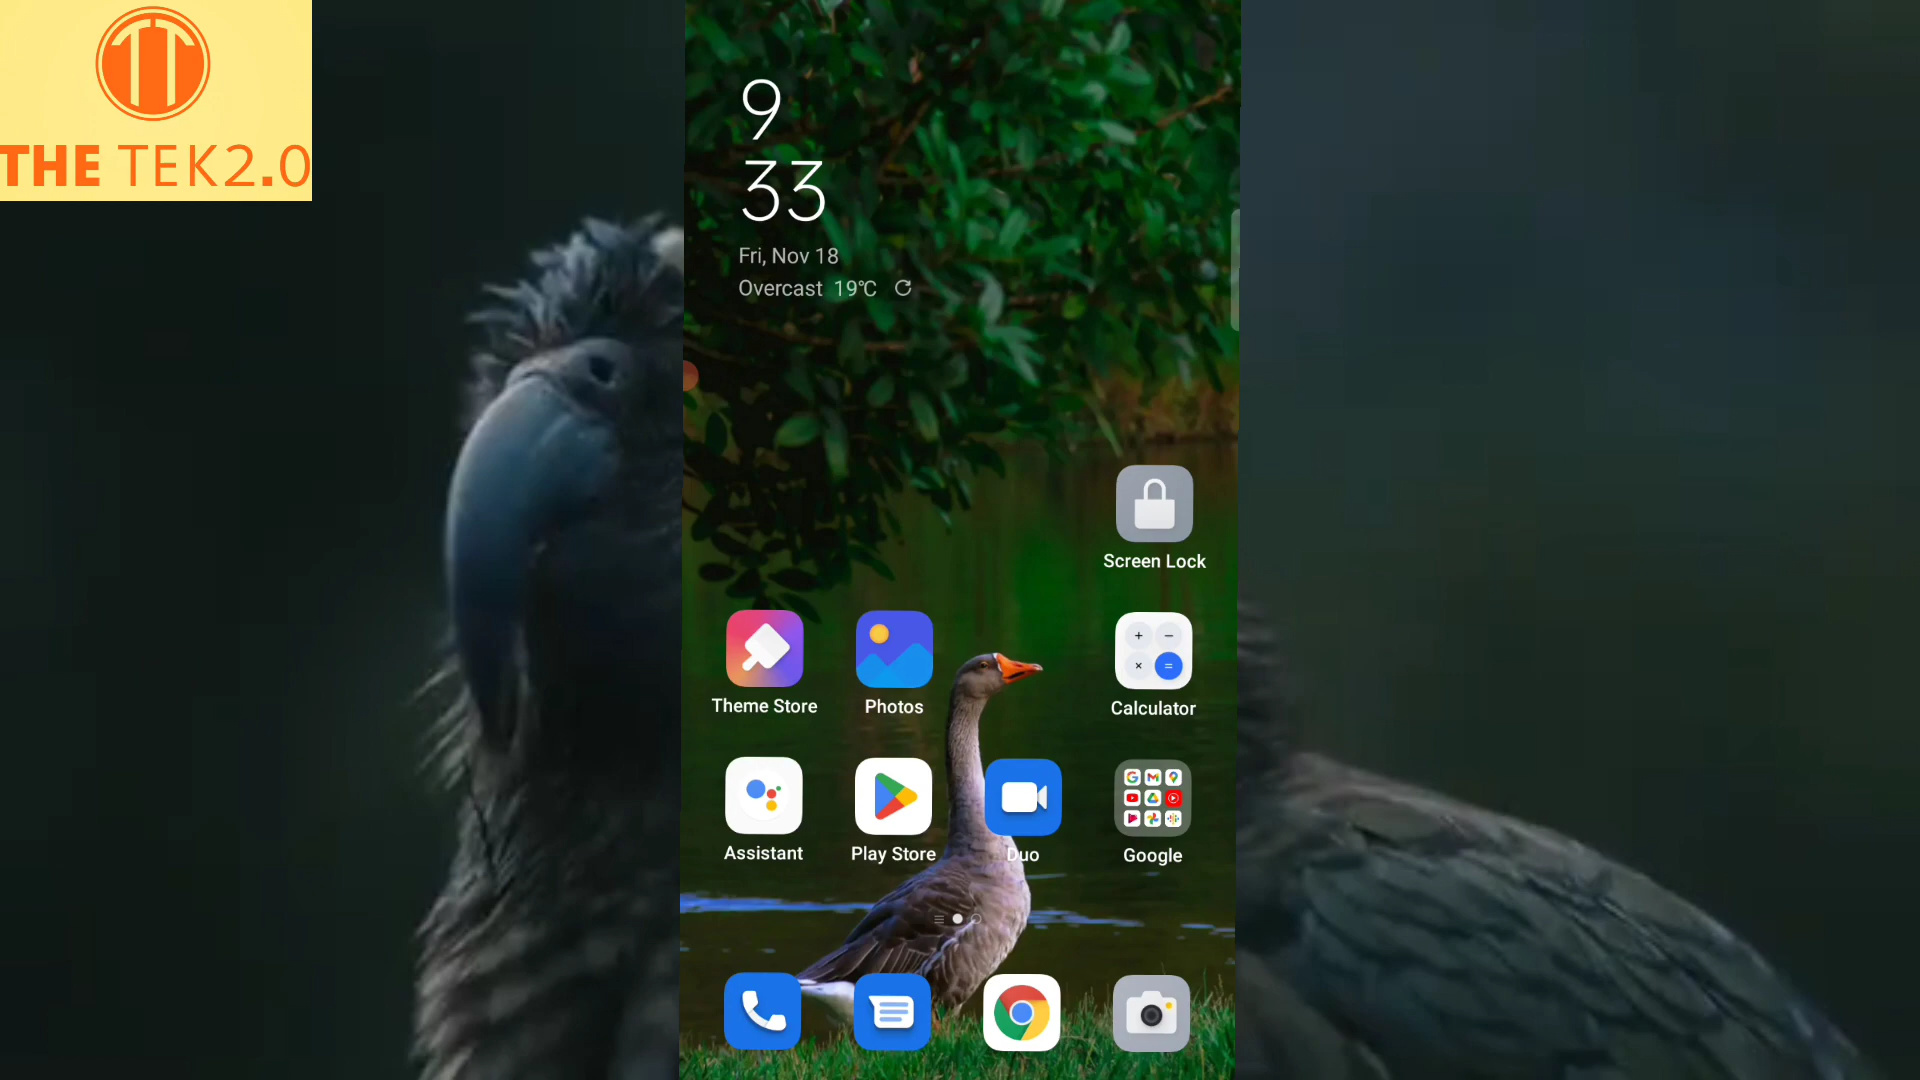 THE TEK2.0
9
33
Fri, Nov 18
Overcast 19℃
Screen Lock
Theme Store Photos Calculator
Assistant Play Store Duo Google